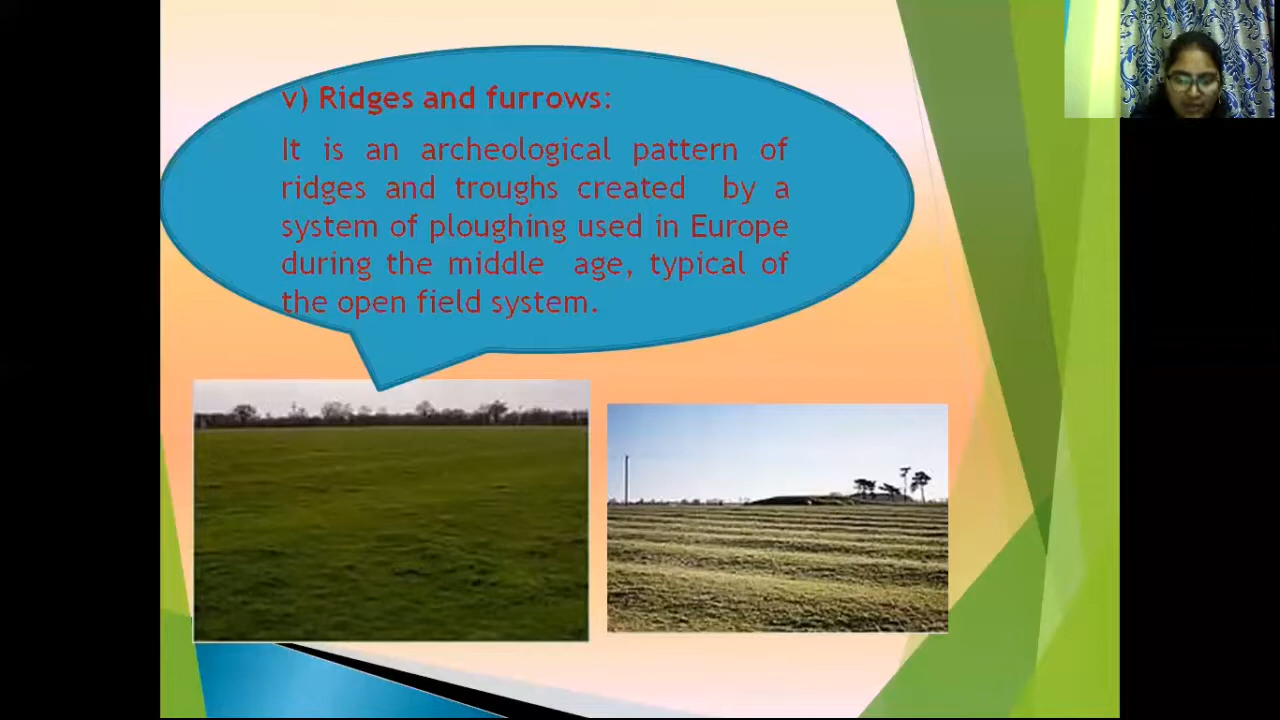 v) Ridges and furrows:
It is an archeological pattern of
ridges and troughs created by a
system of ploughing used in Europe
during the middle age, typical of
the open field system.